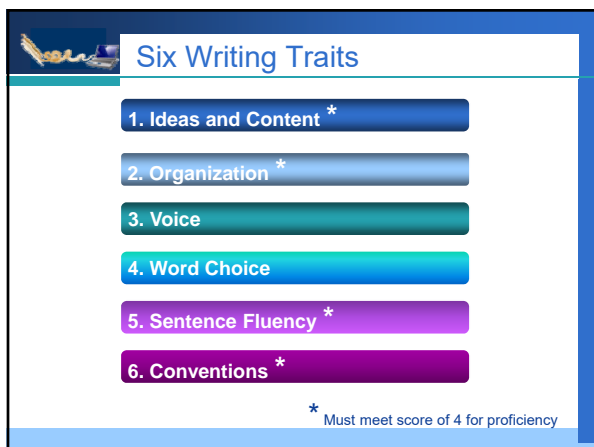 Six Writing Traits
1. Ideas and Content *
2. Organization *
3. Voice
4. Word Choice
5. Sentence Fluency *
6. Conventions *
* Must meet score of 4 for proficiency